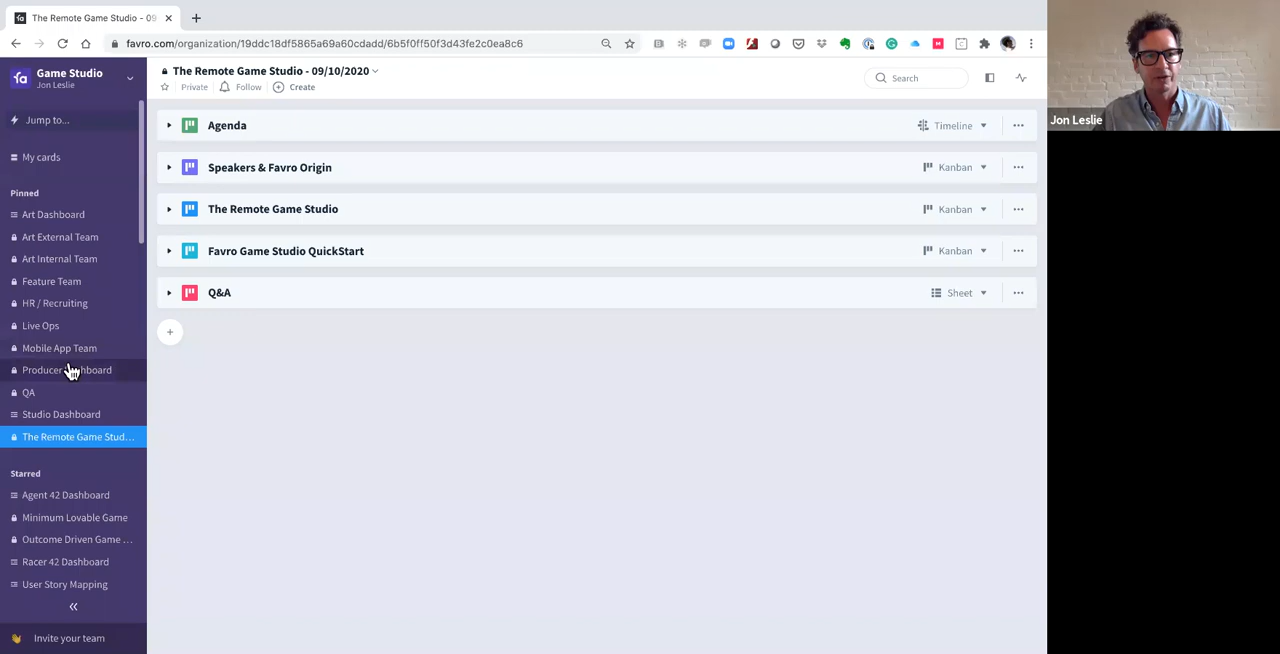 The Remote Game Studio - 09
favro.com/organization/19ddc18df5865a69a60cdadd/6b5f0ff50f3d43fe2c0ea8c6
Game Studio
Jon Leslie
Jump to...
My cards
Pinned
Art Dashboard
Art External Team
Art Internal Team
Feature Team
HR / Recruiting
Live Ops
Mobile App Team
QA
Studio Dashboard
The Remote Game Stud...
Starred
Agent 42 Dashboard
Minimum Lovable Game
Outcome Driven Game ...
Racer 42 Dashboard
User Story Mapping
Invite your team
The Remote Game Studio - 09/10/2020
Private Follow Create
Search
Agenda Timeline
Speakers & Favro Origin Kanban
The Remote Game Studio Kanban
Favro Game Studio QuickStart Kanban
Q&A Sheet
Jon Leslie